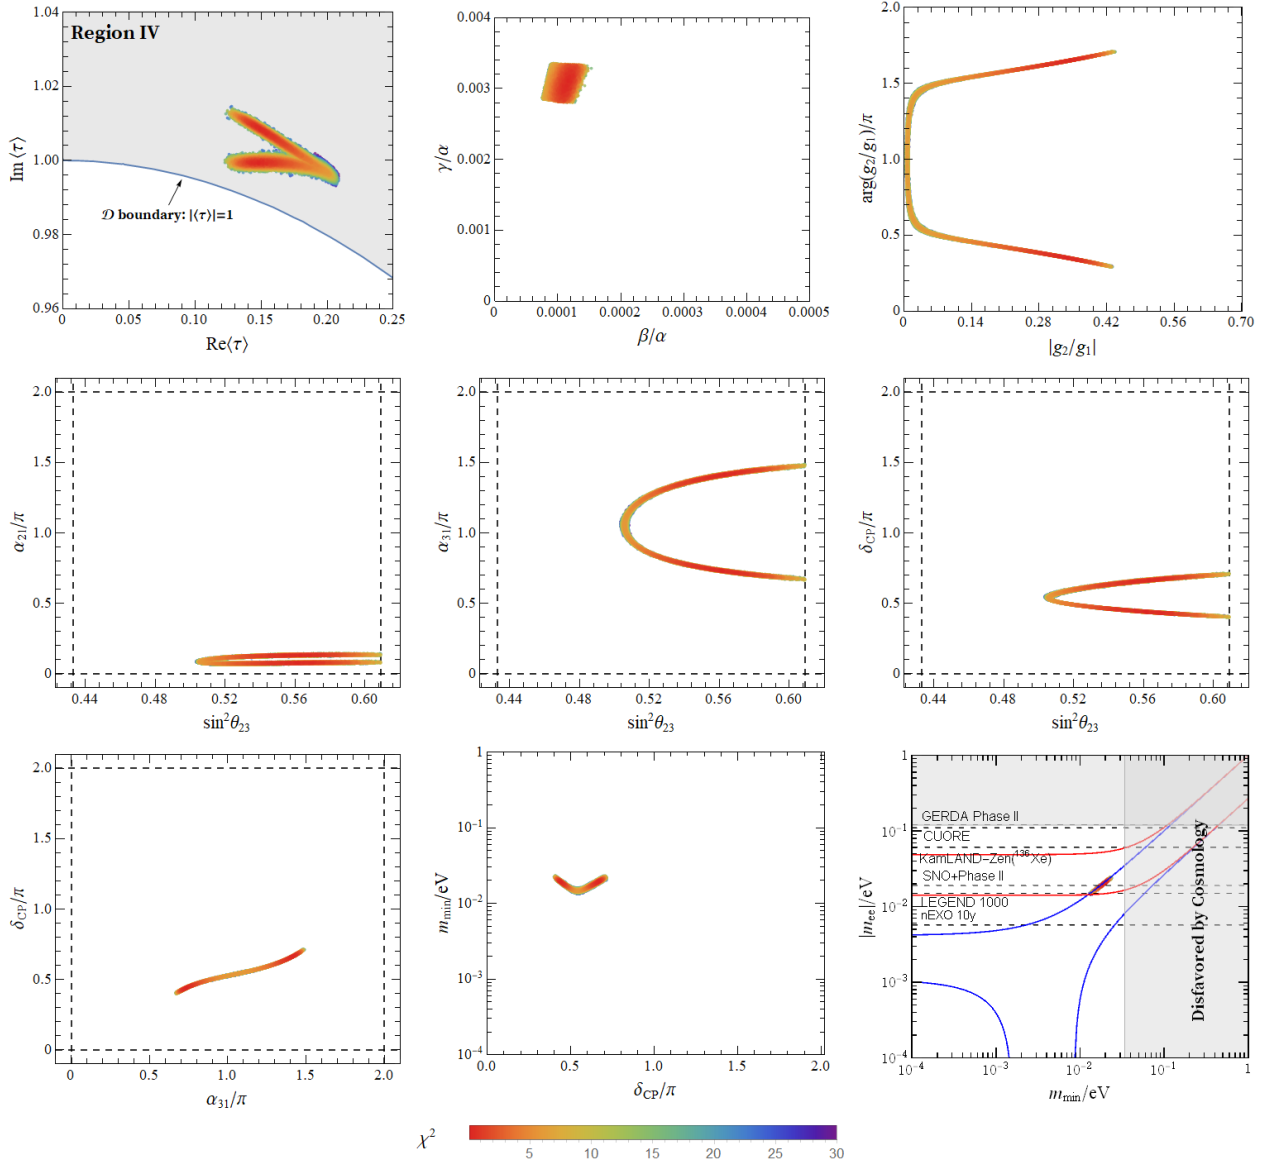 Region IV
1.04
1.02
1.00
0.98
0.96
Im ⟨τ⟩
𝒟 boundary: |⟨τ⟩|=1
0 0.05 0.10 0.15 0.20 0.25
Re⟨τ⟩
0.004
0.003
0.002
0.001
0
γ/α
0 0.0001 0.0002 0.0003 0.0004 0.0005
β/α
2.0
1.5
1.0
0.5
0
arg(g₂/g₁)/π
0 0.14 0.28 0.42 0.56 0.70
|g₂/g₁|
2.0
1.5
1.0
0.5
0
α₂₁/π
0.44 0.48 0.52 0.56 0.60
sin²θ₂₃
2.0
1.5
1.0
0.5
0
α₃₁/π
0.44 0.48 0.52 0.56 0.60
sin²θ₂₃
2.0
1.5
1.0
0.5
0
δ_CP/π
0.44 0.48 0.52 0.56 0.60
sin²θ₂₃
2.0
1.5
1.0
0.5
0
δ_CP/π
0 0.5 1.0 1.5 2.0
α₃₁/π
1
10⁻¹
10⁻²
10⁻³
10⁻⁴
m_min/eV
0.0 0.5 1.0 1.5 2.0
δ_CP/π
1
10⁻¹
10⁻²
10⁻³
10⁻⁴
|m_ee|/eV
GERDA Phase II
CUORE
KamLAND-Zen(¹³⁶Xe)
SNO+Phase II
LEGEND 1000
nEXO 10y
Disfavored by Cosmology
10⁻⁴ 10⁻³ 10⁻² 10⁻¹ 1
m_min/eV
χ²
5 10 15 20 25 30